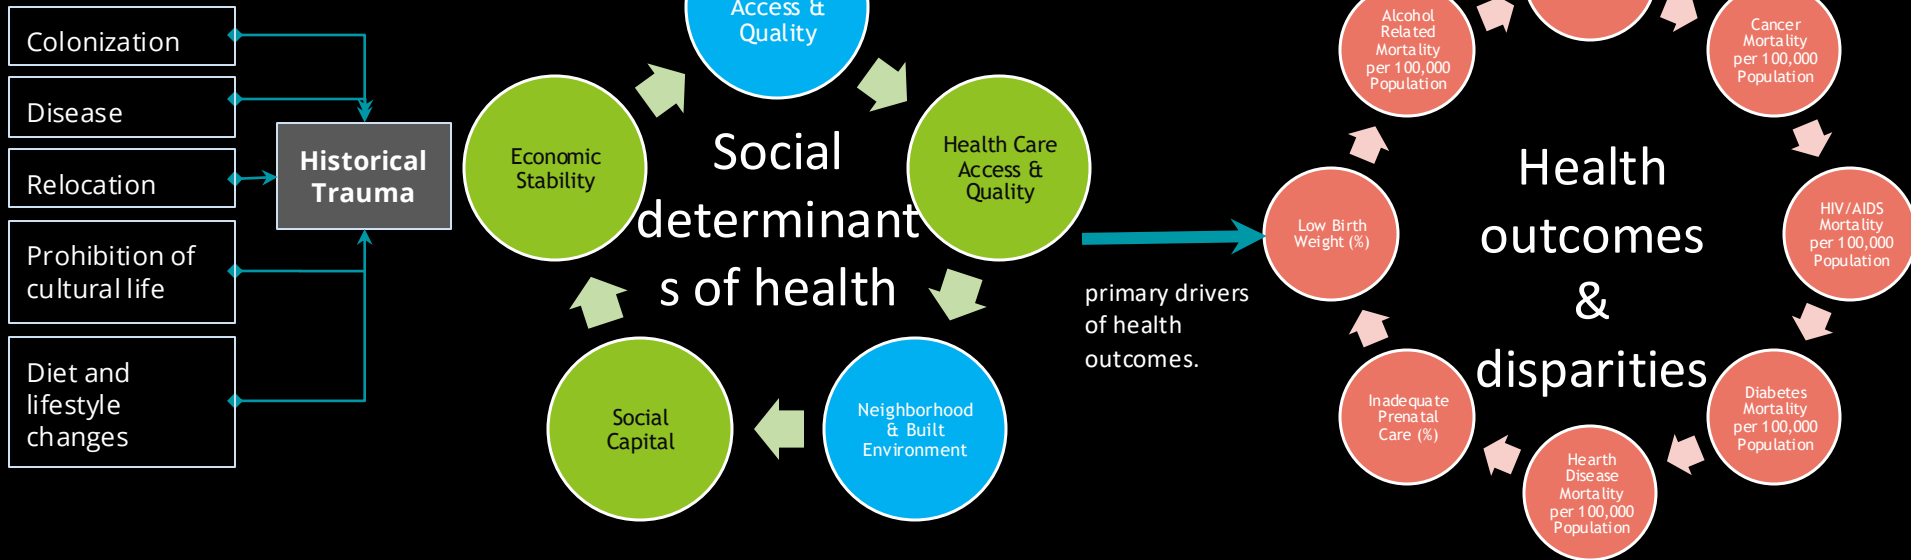 Colonization
Disease
Relocation
Prohibition of
cultural life
Diet and
lifestyle
changes
Historical
Trauma
Access &
Quality
Economic
Stability
Health Care
Access &
Quality
Social
determinant
s of health
Social
Capital
Neighborhood
& Built
Environment
primary drivers
of health
outcomes.
Alcohol
Related
Mortality
per 100,000
Population
Cancer
Mortality
per 100,000
Population
Low Birth
Weight (%)
Health
outcomes
&
disparities
HIV/AIDS
Mortality
per 100,000
Population
Inadequate
Prenatal
Care (%)
Diabetes
Mortality
per 100,000
Population
Hearth
Disease
Mortality
per 100,000
Population